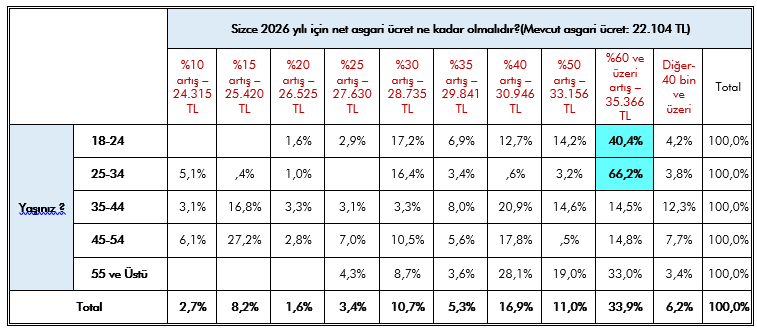 Sizce 2026 yılı için net asgari ücret ne kadar olmalıdır?(Mevcut asgari ücret: 22.104 TL)
%10 artış – 24.315 TL %15 artış – 25.420 TL %20 artış – 26.525 TL %25 artış – 27.630 TL %30 artış – 28.735 TL %35 artış – 29.841 TL %40 artış – 30.946 TL %50 artış – 33.156 TL %60 ve üzeri artış – 35.366 TL Diğer- 40 bin ve üzeri Total
Yaşınız ?
18-24 1,6% 2,9% 17,2% 6,9% 12,7% 14,2% 40,4% 4,2% 100,0%
25-34 5,1% ,4% 1,0% 16,4% 3,4% ,6% 3,2% 66,2% 3,8% 100,0%
35-44 3,1% 16,8% 3,3% 3,1% 3,3% 8,0% 20,9% 14,6% 14,5% 12,3% 100,0%
45-54 6,1% 27,2% 2,8% 7,0% 10,5% 5,6% 17,8% ,5% 14,8% 7,7% 100,0%
55 ve Üstü 4,3% 8,7% 3,6% 28,1% 19,0% 33,0% 3,4% 100,0%
Total 2,7% 8,2% 1,6% 3,4% 10,7% 5,3% 16,9% 11,0% 33,9% 6,2% 100,0%